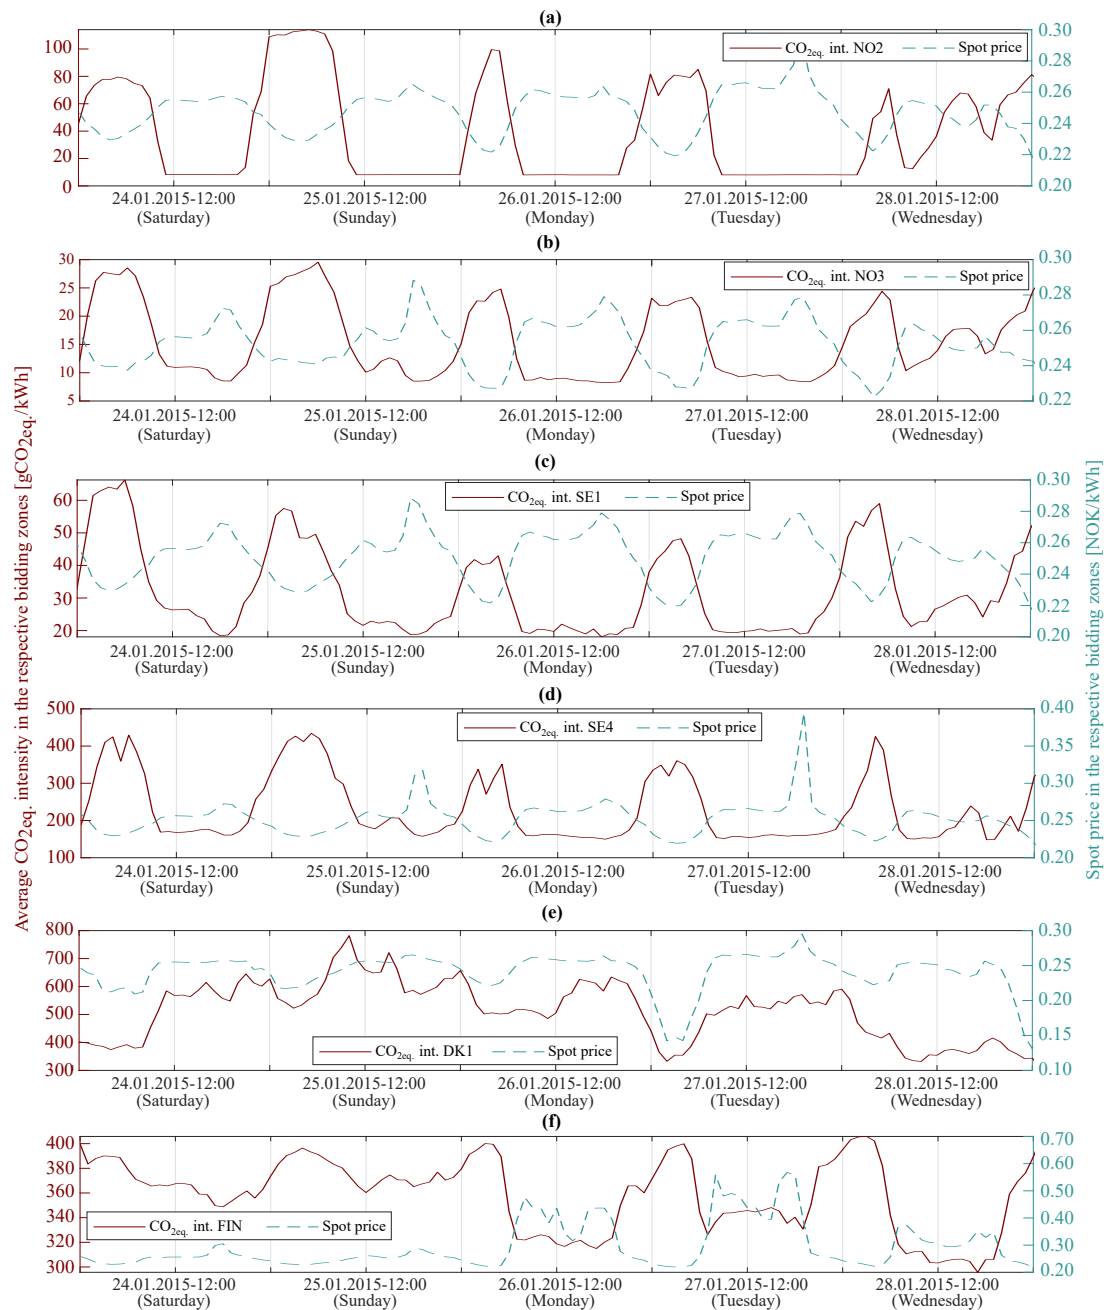 (a)
100
80
60
40
20
0
CO2eq. int. NO2
Spot price
0.30
0.28
0.26
0.24
0.22
0.20
24.01.2015-12:00
(Saturday)
25.01.2015-12:00
(Sunday)
26.01.2015-12:00
(Monday)
27.01.2015-12:00
(Tuesday)
28.01.2015-12:00
(Wednesday)
(b)
30
25
20
15
10
5
CO2eq. int. NO3
Spot price
0.30
0.28
0.26
0.24
0.22
24.01.2015-12:00
(Saturday)
25.01.2015-12:00
(Sunday)
26.01.2015-12:00
(Monday)
27.01.2015-12:00
(Tuesday)
28.01.2015-12:00
(Wednesday)
Average CO2eq. intensity in the respective bidding zones [gCO2eq./kWh]
Spot price in the respective bidding zones [NOK/kWh]
(c)
60
50
40
30
20
CO2eq. int. SE1
Spot price
0.30
0.28
0.26
0.24
0.22
0.20
24.01.2015-12:00
(Saturday)
25.01.2015-12:00
(Sunday)
26.01.2015-12:00
(Monday)
27.01.2015-12:00
(Tuesday)
28.01.2015-12:00
(Wednesday)
(d)
500
400
300
200
100
CO2eq. int. SE4
Spot price
0.40
0.35
0.30
0.25
0.20
24.01.2015-12:00
(Saturday)
25.01.2015-12:00
(Sunday)
26.01.2015-12:00
(Monday)
27.01.2015-12:00
(Tuesday)
28.01.2015-12:00
(Wednesday)
(e)
800
700
600
500
400
300
CO2eq. int. DK1
Spot price
0.30
0.25
0.20
0.15
0.10
24.01.2015-12:00
(Saturday)
25.01.2015-12:00
(Sunday)
26.01.2015-12:00
(Monday)
27.01.2015-12:00
(Tuesday)
28.01.2015-12:00
(Wednesday)
(f)
400
380
360
340
320
300
CO2eq. int. FIN
Spot price
0.70
0.60
0.50
0.40
0.30
0.20
24.01.2015-12:00
(Saturday)
25.01.2015-12:00
(Sunday)
26.01.2015-12:00
(Monday)
27.01.2015-12:00
(Tuesday)
28.01.2015-12:00
(Wednesday)